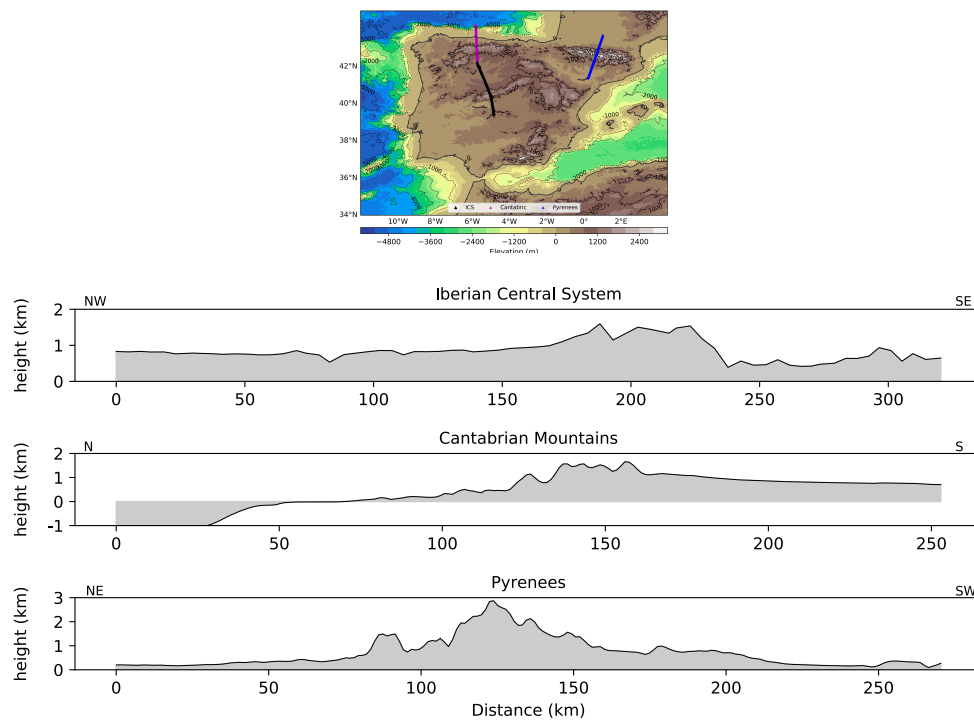 42°N
40°N
38°N
36°N
34°N
10°W 8°W 6°W 4°W 2°W 0° 2°E
ICS Cantabric Pyrenees
−4800 −3600 −2400 −1200 0 1200 2400
Elevation (m)
Iberian Central System
NW SE
height (km)
2
1
0
0 50 100 150 200 250 300
Cantabrian Mountains
N S
height (km)
2
1
0
-1
0 50 100 150 200 250
Pyrenees
NE SW
height (km)
3
2
1
0
0 50 100 150 200 250
Distance (km)